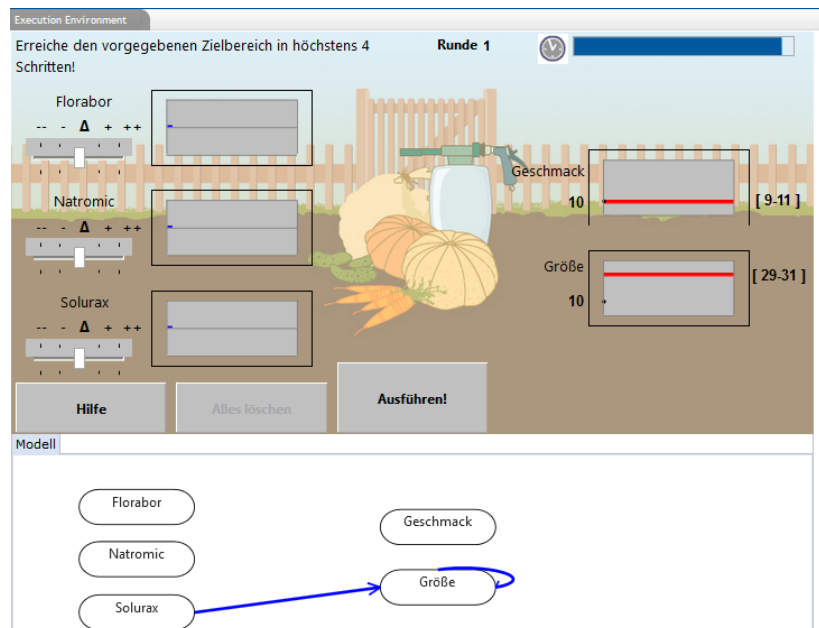 Execution Environment
Erreiche den vorgegebenen Zielbereich in höchstens 4
Schritten!
Runde 1
Florabor
-- - Δ + ++
Natromic
-- - Δ + ++
Solurax
-- - Δ + ++
Geschmack
10
[ 9-11 ]
Größe
10
[ 29-31 ]
Hilfe
Alles löschen
Ausführen!
Modell
Florabor
Natromic
Solurax
Geschmack
Größe